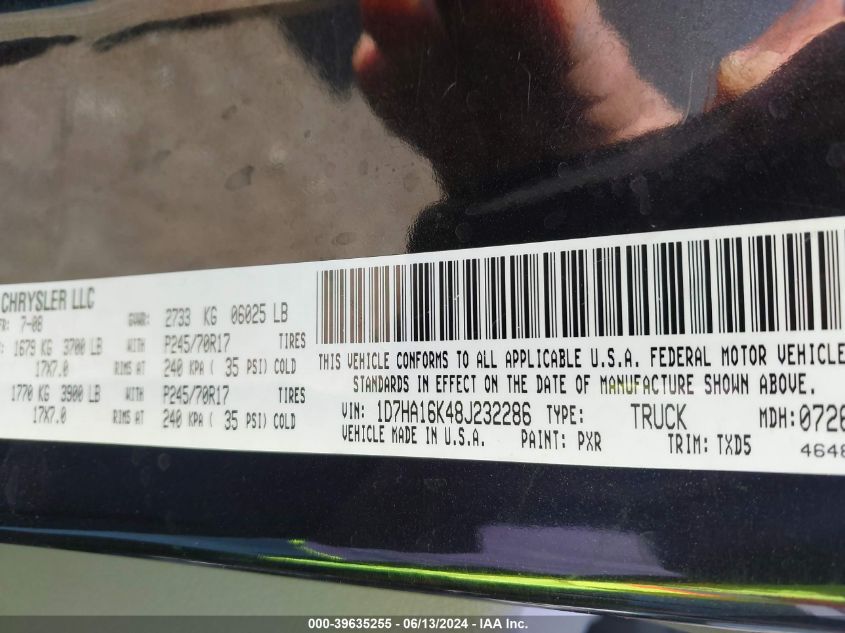 CHRYSLER LLC
7-08 GVWR: 2733 KG 06025 LB
1679 KG 3700 LB WITH P245/70R17 TIRES
17X7.0 RIMS AT 240 KPA ( 35 PSI) COLD
1770 KG 3900 LB WITH P245/70R17 TIRES
17X7.0 RIMS AT 240 KPA ( 35 PSI) COLD
THIS VEHICLE CONFORMS TO ALL APPLICABLE U.S.A. FEDERAL MOTOR VEHICLE
STANDARDS IN EFFECT ON THE DATE OF MANUFACTURE SHOWN ABOVE.
VIN: 1D7HA16K48J232286 TYPE: TRUCK MDH: 0726
VEHICLE MADE IN U.S.A. PAINT: PXR TRIM: TXD5
4648
000-39635255 - 06/13/2024 - IAA Inc.